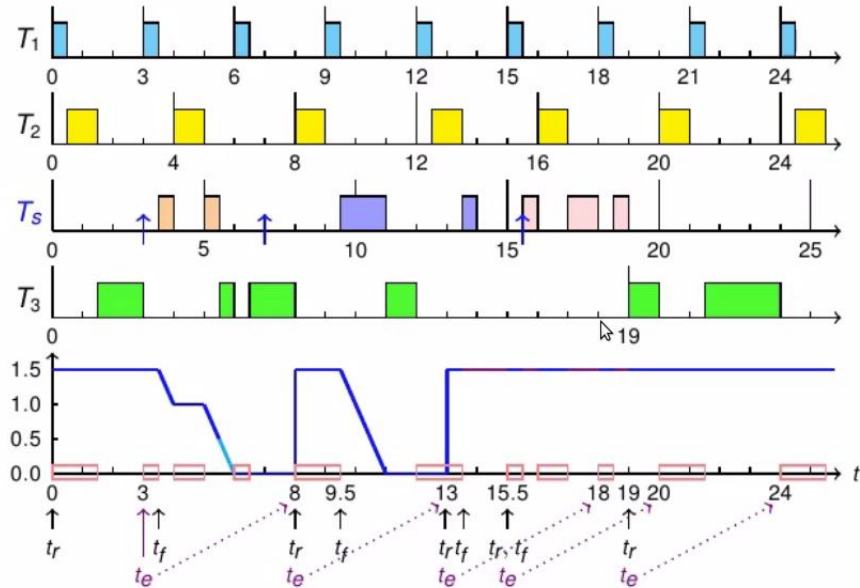 T1
0 3 6 9 12 15 18 21 24
T2
0 4 8 12 16 20 24
Ts
0 5 10 15 20 25
T3
0 19
1.5
1.0
0.5
0.0
t
0 3 8 9.5 13 15.5 18 19 20 24
tr tf tr tf tr tf tr, tf tr
te te te te